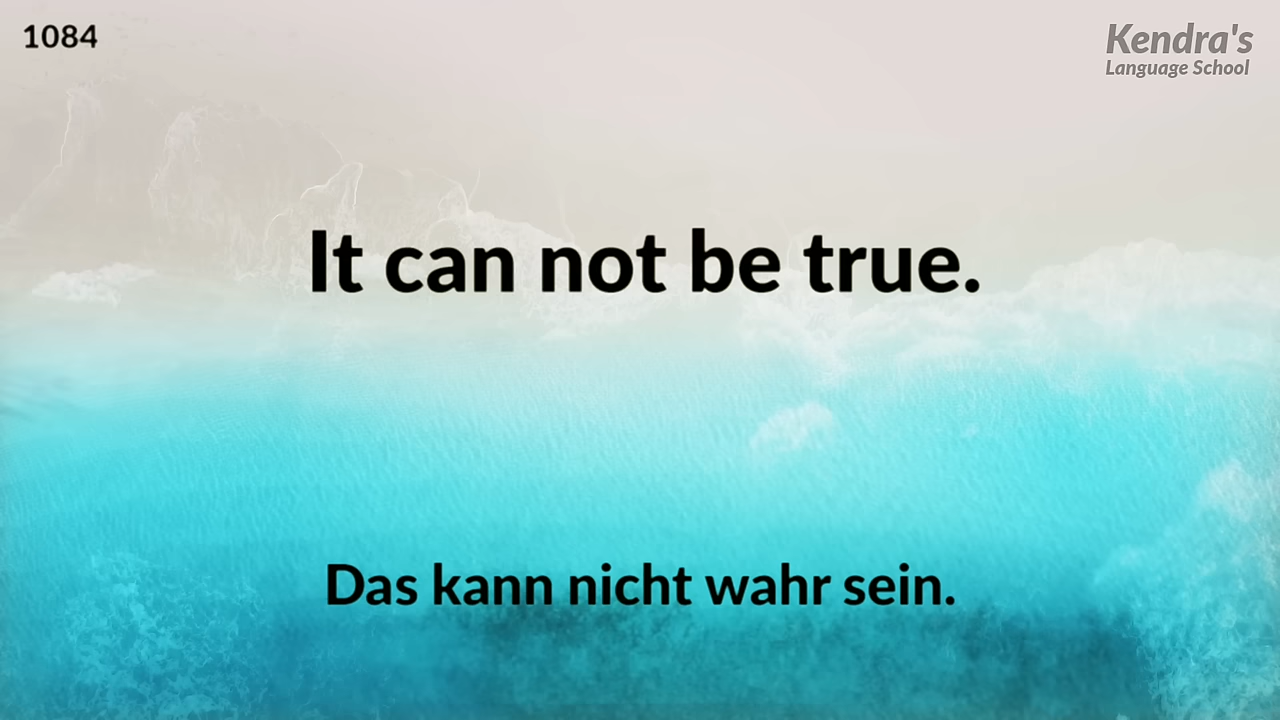 1084
Kendra's
Language School
It can not be true.
Das kann nicht wahr sein.